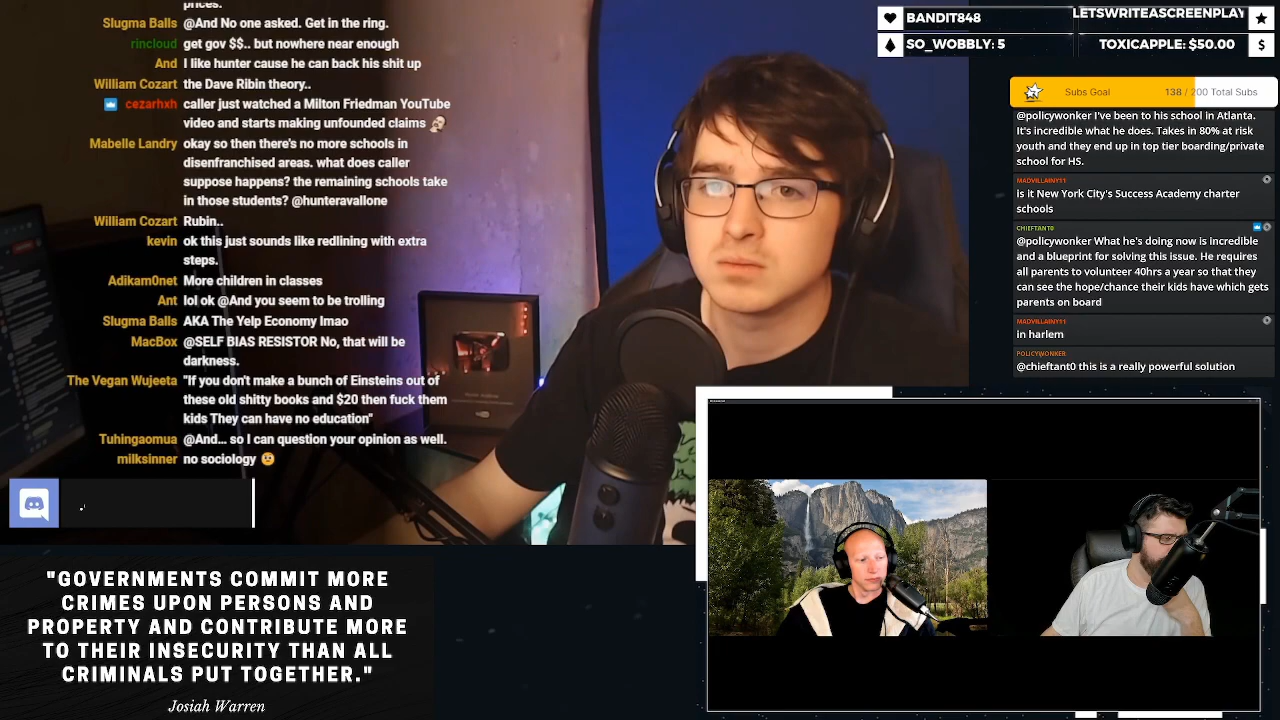 prices.
Slugma Balls @And No one asked. Get in the ring.
rincloud get gov $$.. but nowhere near enough
And I like hunter cause he can back his shit up
William Cozart the Dave Ribin theory..
cezarhxh caller just watched a Milton Friedman YouTube
video and starts making unfounded claims
Mabelle Landry okay so then there's no more schools in
disenfranchised areas. what does caller
suppose happens? the remaining schools take
in those students? @hunteravallone
William Cozart Rubin..
kevin ok this just sounds like redlining with extra
steps.
Adikam0net More children in classes
Ant lol ok @And you seem to be trolling
Slugma Balls AKA The Yelp Economy lmao
MacBox @SELF BIAS RESISTOR No, that will be
darkness.
The Vegan Wujeeta "If you don't make a bunch of Einsteins out of
these old shitty books and $20 then fuck them
kids They can have no education"
Tuhingaomua @And... so I can question your opinion as well.
milksinner no sociology
"GOVERNMENTS COMMIT MORE
CRIMES UPON PERSONS AND
PROPERTY AND CONTRIBUTE MORE
TO THEIR INSECURITY THAN ALL
CRIMINALS PUT TOGETHER."
Josiah Warren
BANDIT848
LETSWRITEASCREENPLAY
SO_WOBBLY: 5
TOXICAPPLE: $50.00
Subs Goal 138 / 200 Total Subs
@policywonker I've been to his school in Atlanta.
It's incredible what he does. Takes in 80% at risk
youth and they end up in top tier boarding/private
school for HS.
MADVILLAINY11
is it New York City's Success Academy charter
schools
CHIEFTANT0
@policywonker What he's doing now is incredible
and a blueprint for solving this issue. He requires
all parents to volunteer 40hrs a year so that they
can see the hope/chance their kids have which gets
parents on board
MADVILLAINY11
in harlem
POLICYWONKER
@chieftant0 this is a really powerful solution